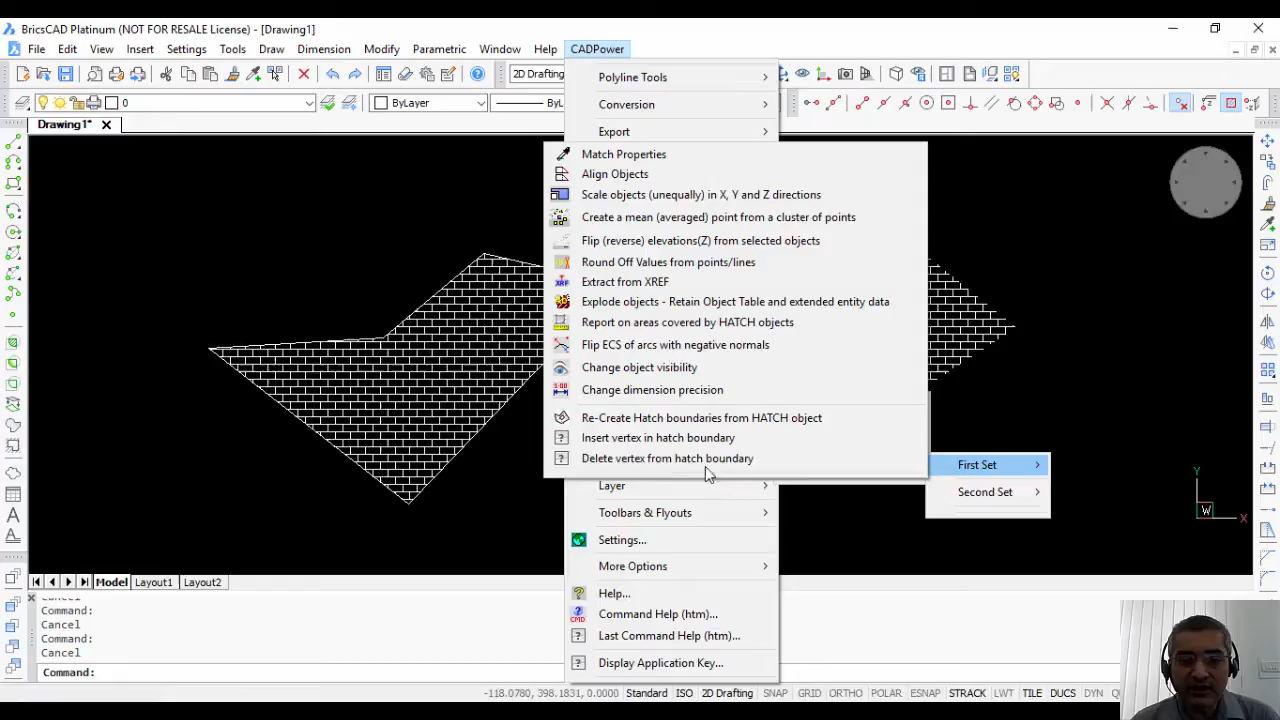 BricsCAD Platinum (NOT FOR RESALE License) - [Drawing1]
File Edit View Insert Settings Tools Draw Dimension Modify Parametric Window Help CADPower
2D Drafting
0 ByLayer
Drawing1*
Polyline Tools
Conversion
Export
Match Properties
Align Objects
Scale objects (unequally) in X, Y and Z directions
Create a mean (averaged) point from a cluster of points
Flip (reverse) elevations(Z) from selected objects
Round Off Values from points/lines
XRF Extract from XREF
Explode objects - Retain Object Table and extended entity data
Report on areas covered by HATCH objects
Flip ECS of arcs with negative normals
Change object visibility
1:00 Change dimension precision
Re-Create Hatch boundaries from HATCH object
? Insert vertex in hatch boundary
? Delete vertex from hatch boundary
First Set
Second Set
Layer
Toolbars & Flyouts
Settings...
More Options
? Help...
? CMD Command Help (htm)...
? Last Command Help (htm)...
? Display Application Key...
Y
W
X
Model Layout1 Layout2
Cancel
Command:
Cancel
Command:
Cancel
Command:
-118.0780, 398.1831, 0.0000 Standard ISO 2D Drafting SNAP GRID ORTHO POLAR ESNAP STRACK LWT TILE DUCS DYN